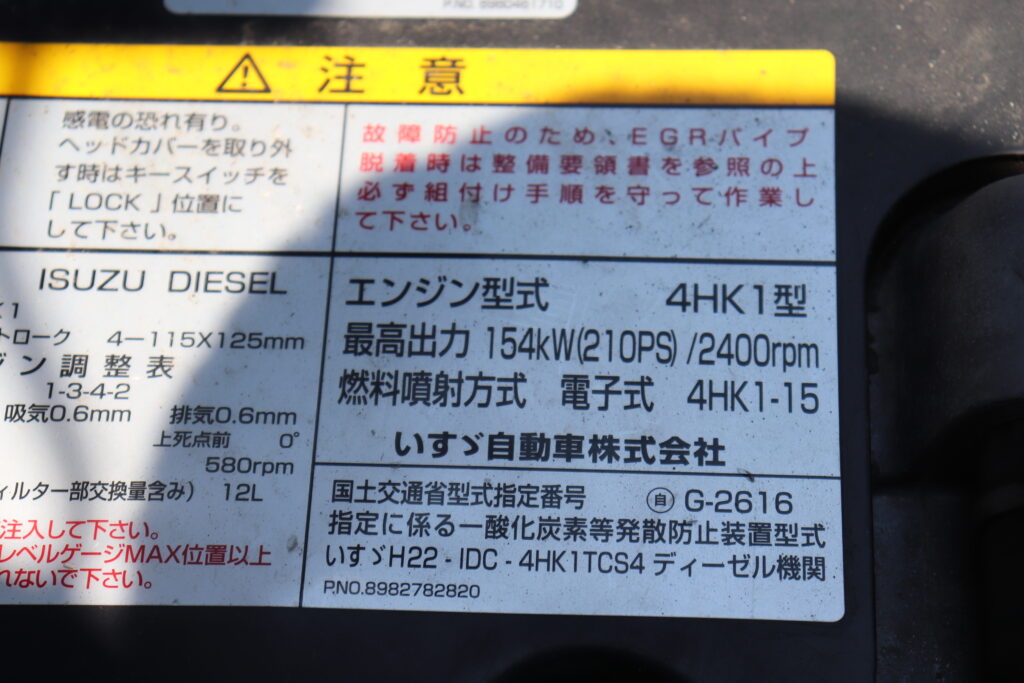 P.NO. 8980461710
⚠ 注意
感電の恐れ有り。
ヘッドカバーを取り外
す時はキースイッチを
「LOCK」位置に
して下さい。
故障防止のため、EGRパイプ
脱着時は整備要領書を参照の上
必ず組付け手順を守って作業し
て下さい。
ISUZU DIESEL
K1
トローク 4－115X125mm
ジン調整表
1-3-4-2
吸気0.6mm 排気0.6mm
上死点前 0°
580rpm
ィルター部交換量含み） 12L
注入して下さい。
レベルゲージMAX位置以上
れないで下さい。
エンジン型式 4HK1型
最高出力 154kW(210PS)/2400rpm
燃料噴射方式 電子式 4HK1-15
いすゞ自動車株式会社
国土交通省型式指定番号 ㊀自 G-2616
指定に係る一酸化炭素等発散防止装置型式
いすゞH22 - IDC - 4HK1TCS4 ディーゼル機関
P.NO.8982782820